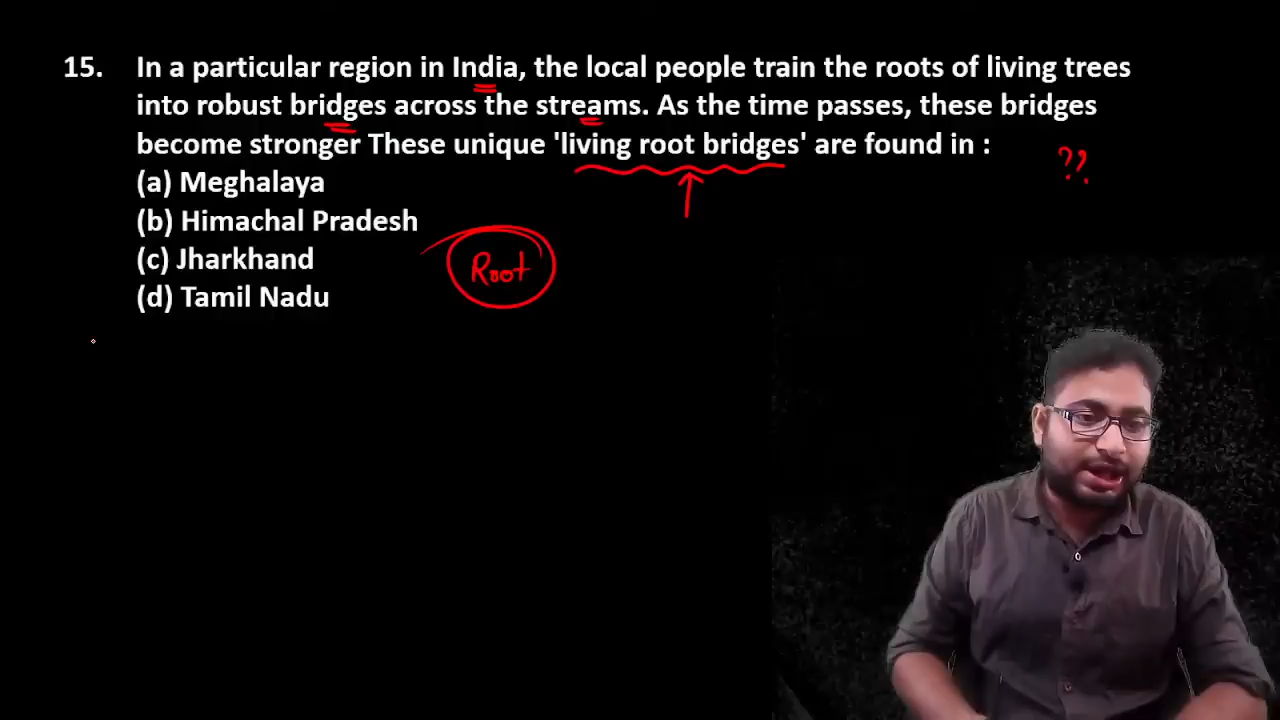 15. In a particular region in India, the local people train the roots of living trees
into robust bridges across the streams. As the time passes, these bridges
become stronger These unique 'living root bridges' are found in :
??
(a) Meghalaya
(b) Himachal Pradesh
(c) Jharkhand
Root
(d) Tamil Nadu